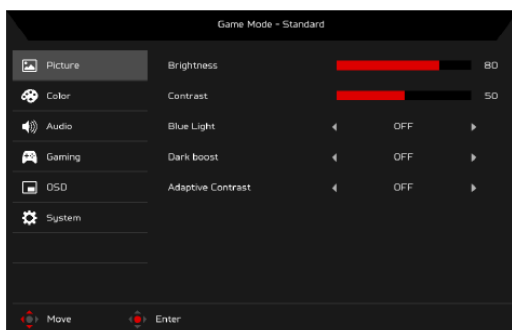 Game Mode - Standard
Picture
Brightness 80
Color
Contrast 50
Audio
Blue Light OFF
Gaming
Dark boost OFF
OSD
Adaptive Contrast OFF
System
Move Enter